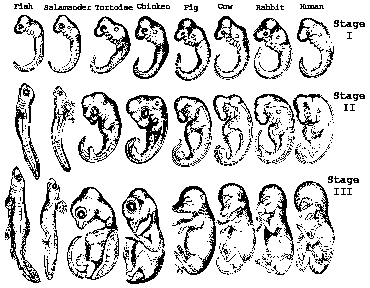 Fish Salamander Tortoise Chicken Pig Cow Rabbit Human
Stage
I
Stage
II
Stage
III